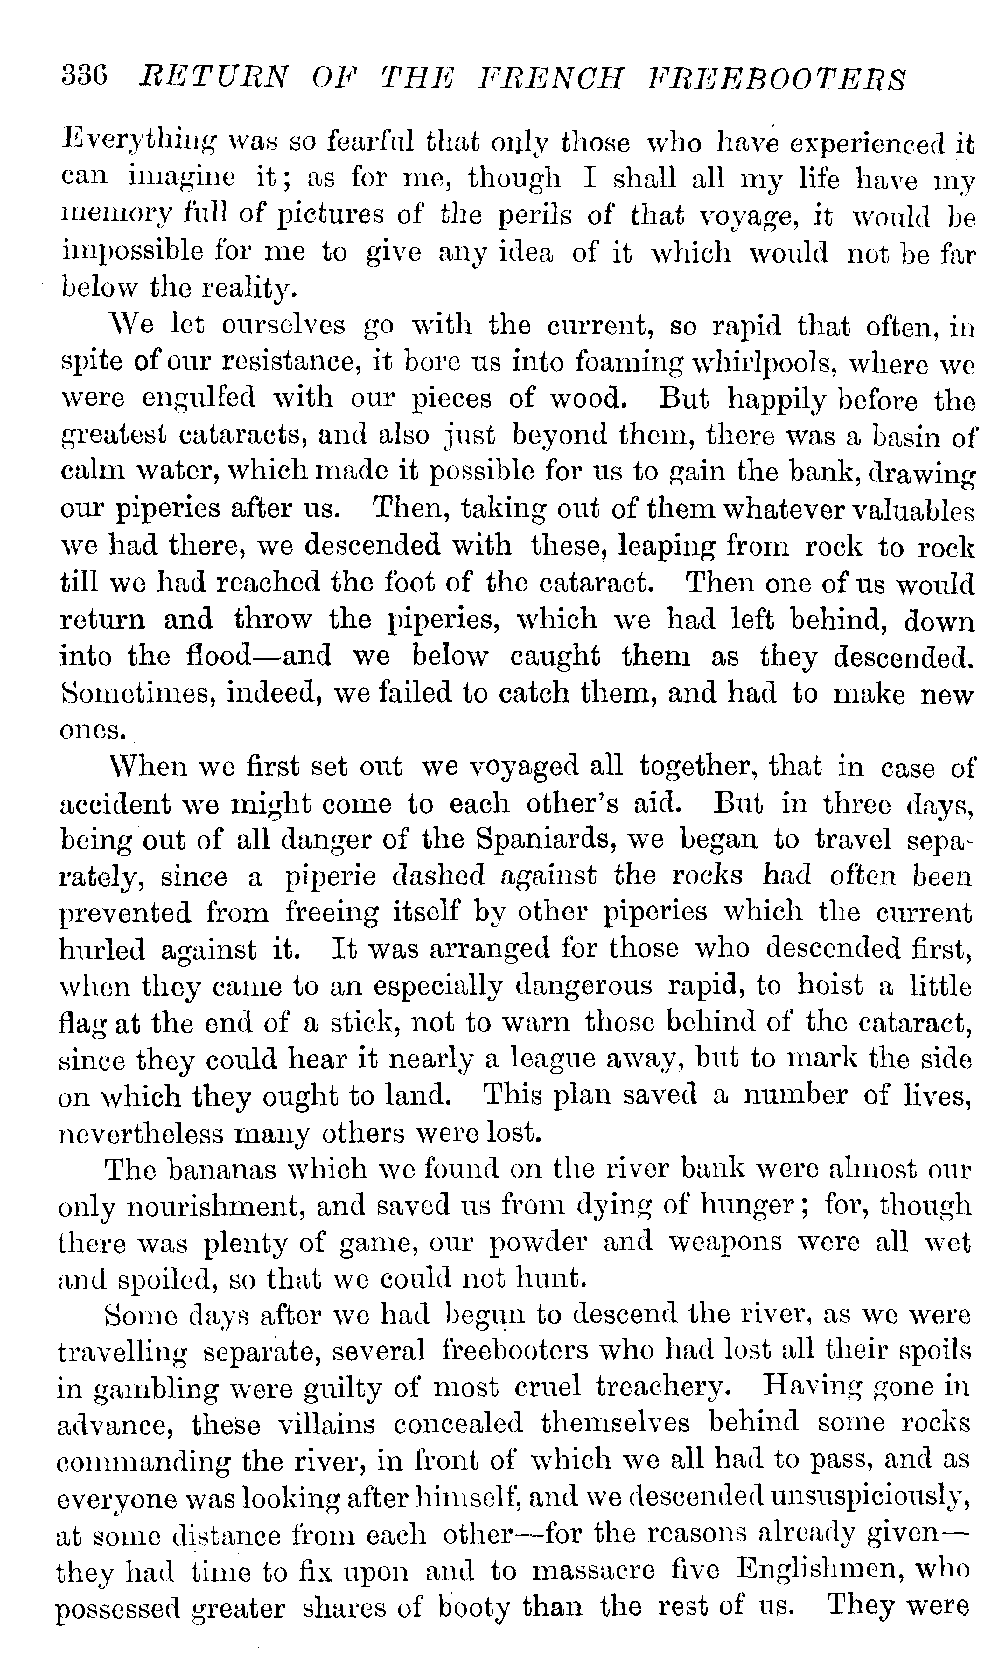 336 RETURN OF THE FRENCH FREEBOOTERS
Everything was so fearful that only those who have experienced it
can imagine it; as for me, though I shall all my life have my
memory full of pictures of the perils of that voyage, it would be
impossible for me to give any idea of it which would not be far
below the reality.
We let ourselves go with the current, so rapid that often, in
spite of our resistance, it bore us into foaming whirlpools, where we
were engulfed with our pieces of wood. But happily before the
greatest cataracts, and also just beyond them, there was a basin of
calm water, which made it possible for us to gain the bank, drawing
our piperies after us. Then, taking out of them whatever valuables
we had there, we descended with these, leaping from rock to rock
till we had reached the foot of the cataract. Then one of us would
return and throw the piperies, which we had left behind, down
into the flood—and we below caught them as they descended.
Sometimes, indeed, we failed to catch them, and had to make new
ones.
When we first set out we voyaged all together, that in case of
accident we might come to each other's aid. But in three days,
being out of all danger of the Spaniards, we began to travel sepa-
rately, since a piperie dashed against the rocks had often been
prevented from freeing itself by other piperies which the current
hurled against it. It was arranged for those who descended first,
when they came to an especially dangerous rapid, to hoist a little
flag at the end of a stick, not to warn those behind of the cataract,
since they could hear it nearly a league away, but to mark the side
on which they ought to land. This plan saved a number of lives,
nevertheless many others were lost.
The bananas which we found on the river bank were almost our
only nourishment, and saved us from dying of hunger; for, though
there was plenty of game, our powder and weapons were all wet
and spoiled, so that we could not hunt.
Some days after we had begun to descend the river, as we were
travelling separate, several freebooters who had lost all their spoils
in gambling were guilty of most cruel treachery. Having gone in
advance, these villains concealed themselves behind some rocks
commanding the river, in front of which we all had to pass, and as
everyone was looking after himself, and we descended unsuspiciously,
at some distance from each other—for the reasons already given—
they had time to fix upon and to massacre five Englishmen, who
possessed greater shares of booty than the rest of us. They were